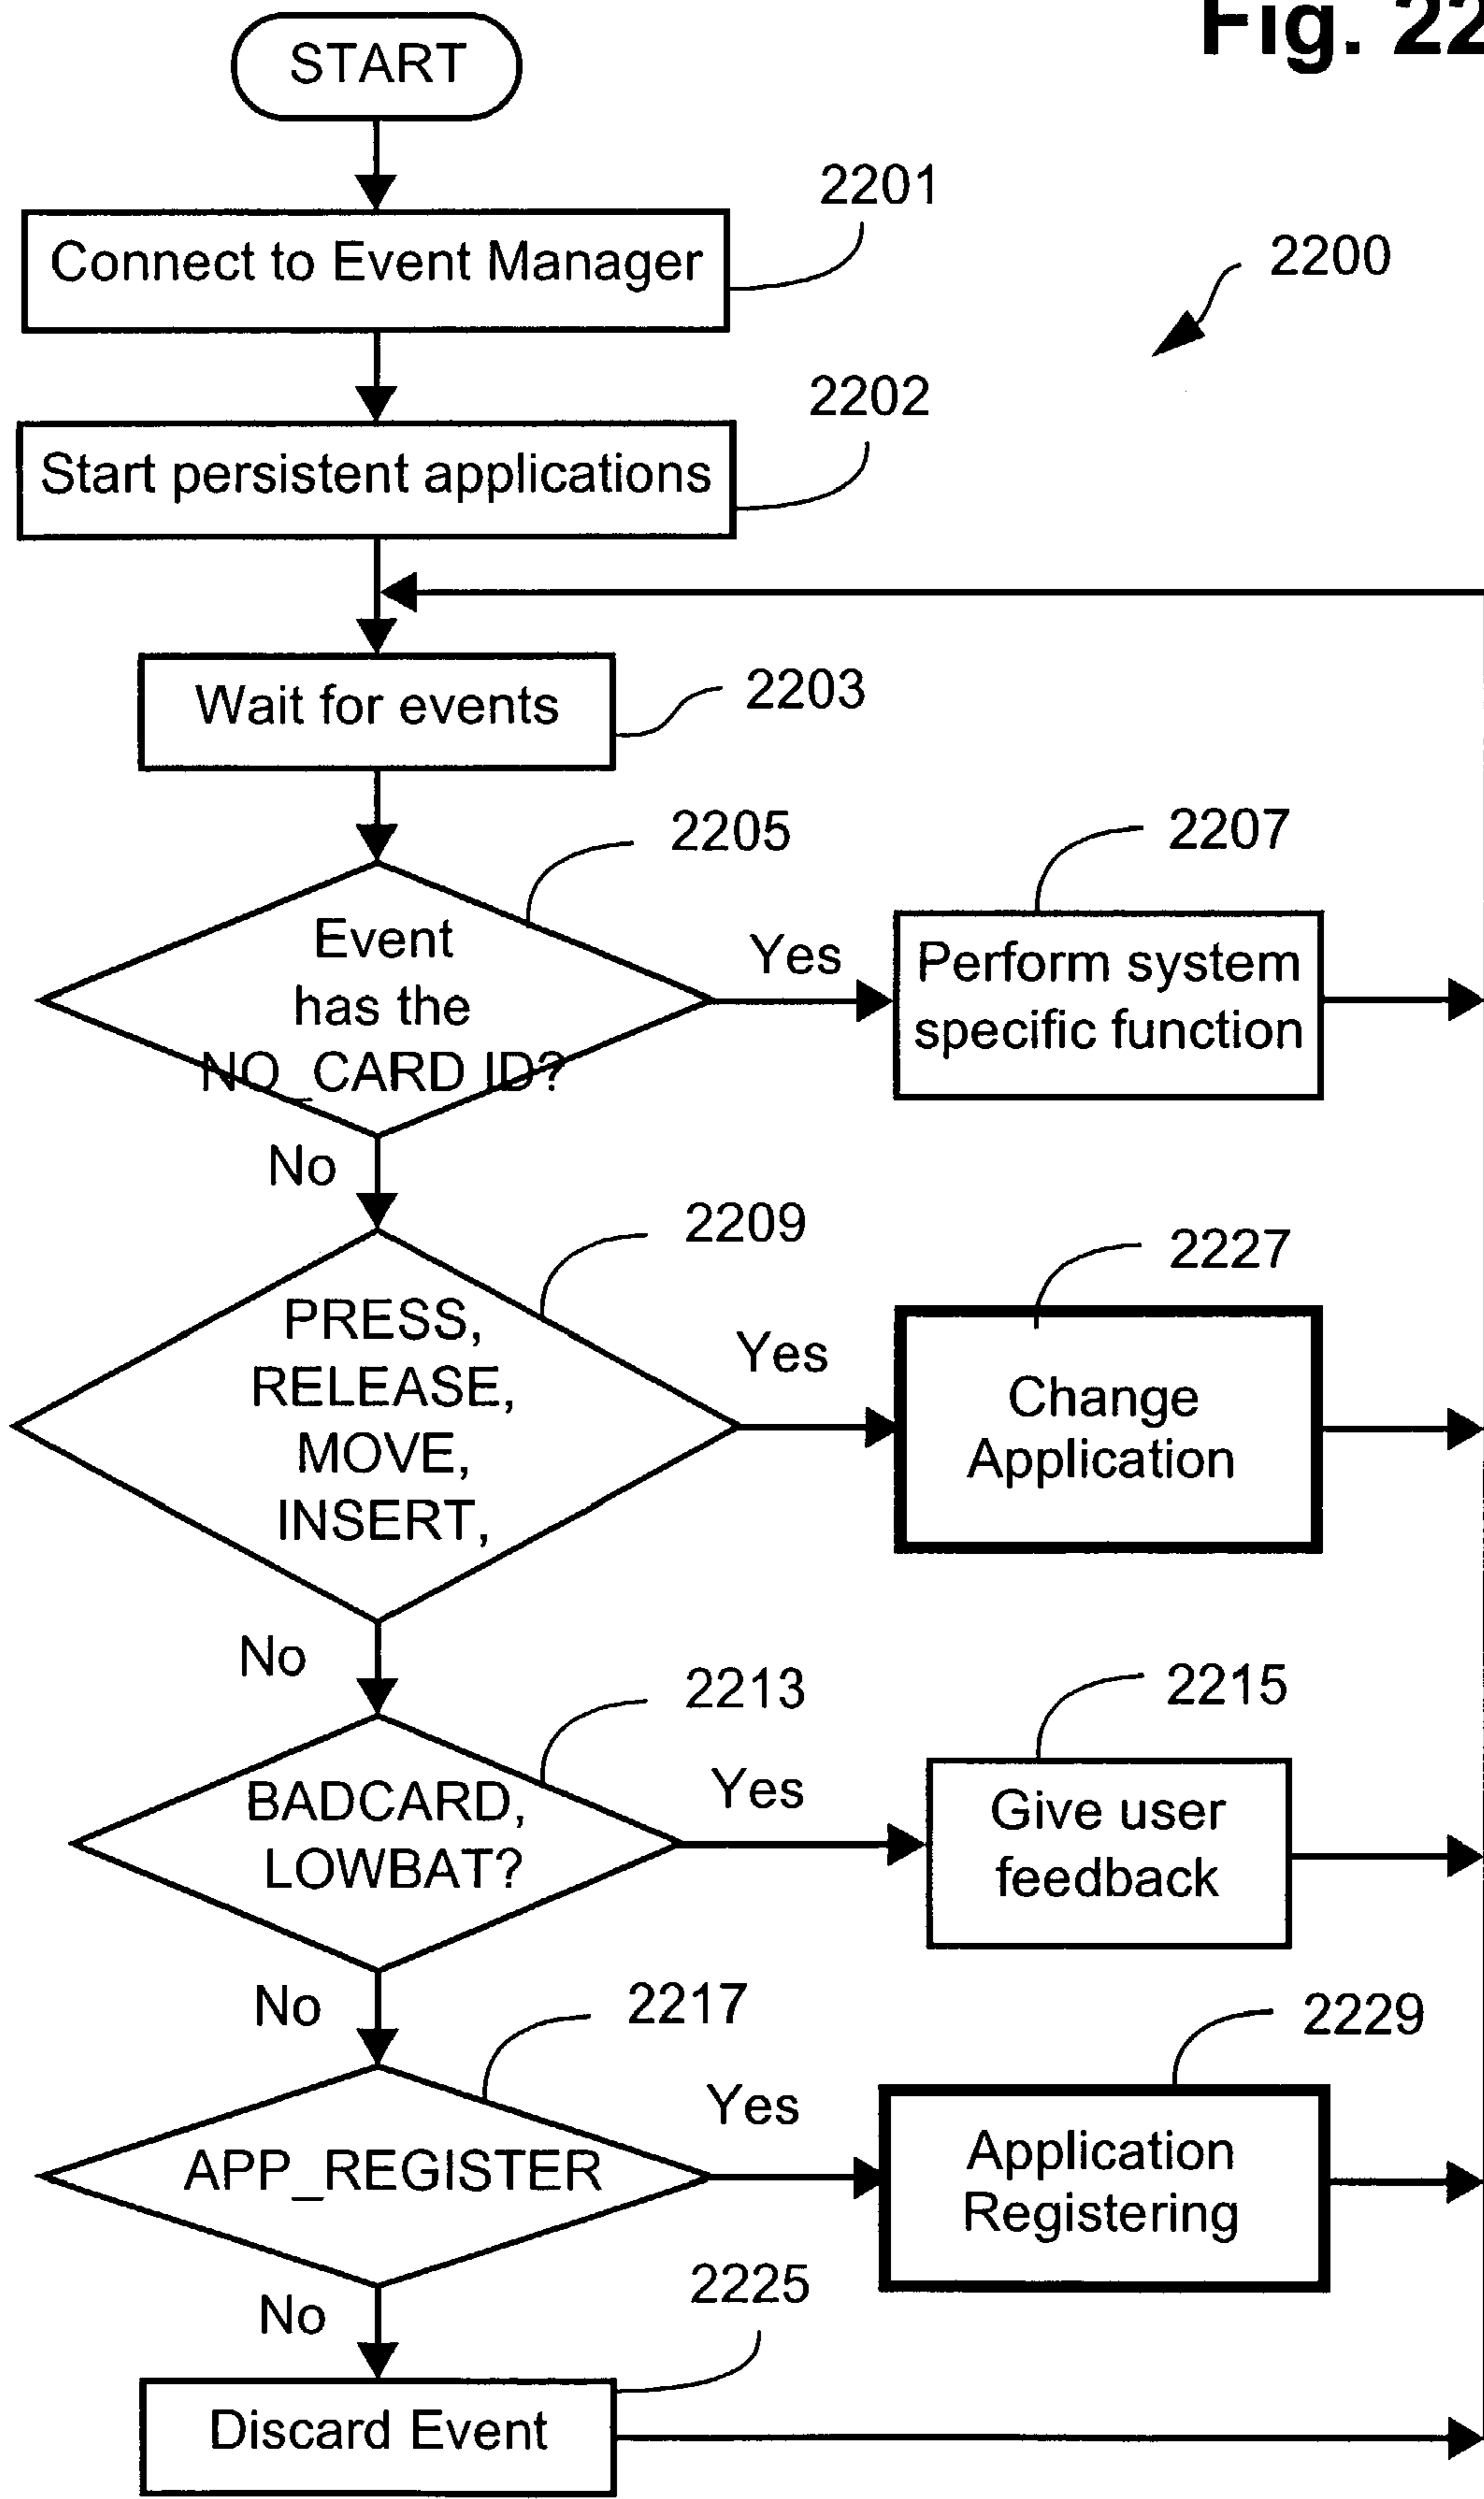 Fig. 22
START
2201
Connect to Event Manager
2200
2202
Start persistent applications
2203
Wait for events
2205
2207
Event
has the
NO_CARD ID?
Yes
Perform system
specific function
No
2209
2227
PRESS,
RELEASE,
MOVE,
INSERT,
Yes
Change
Application
No
2213
2215
BADCARD,
LOWBAT?
Yes
Give user
feedback
No
2217
2229
APP_REGISTER
Yes
Application
Registering
No
2225
Discard Event